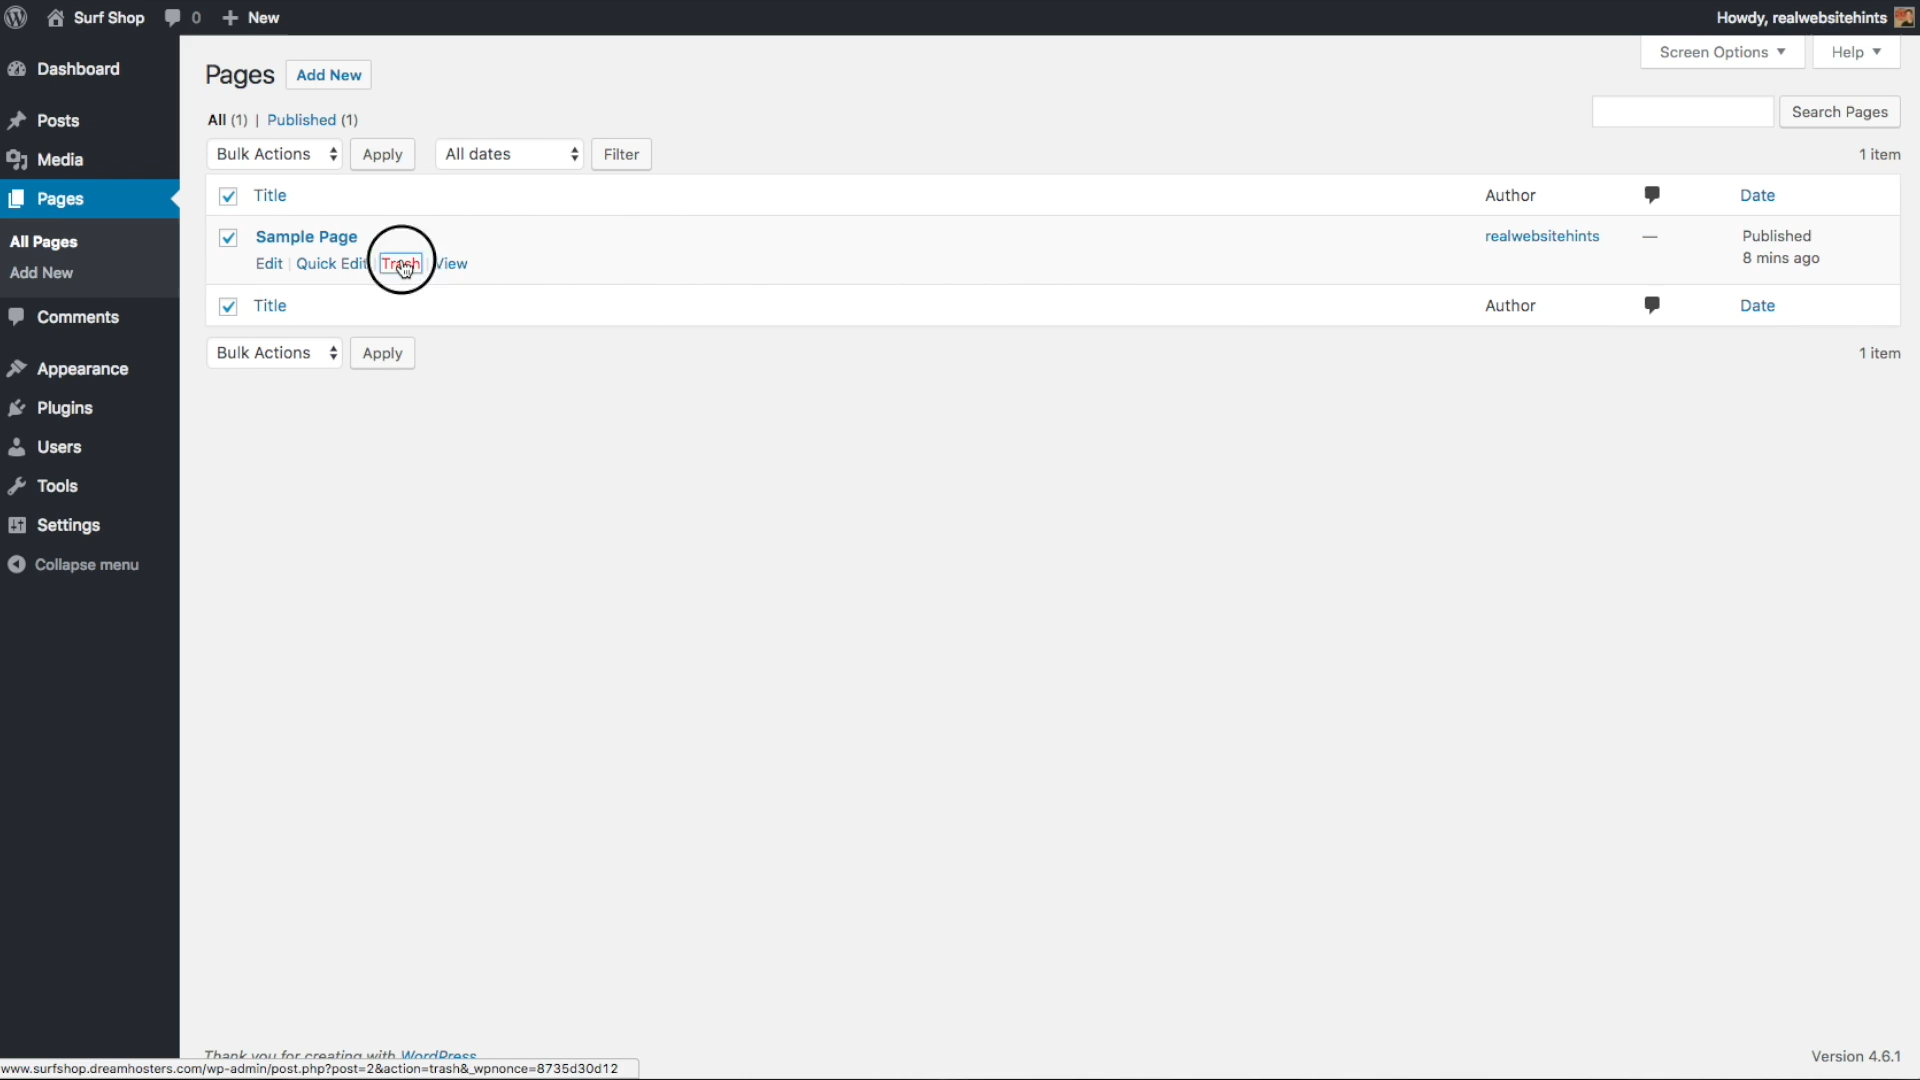 Surf Shop 0 New Howdy, realwebsitehints
Screen Options Help
Dashboard
Posts
Media
Pages
All Pages
Add New
Comments
Appearance
Plugins
Users
Tools
Settings
Collapse menu
Pages Add New
All (1) | Published (1)
Search Pages
Bulk Actions Apply All dates Filter 1 item
Title Author Date
Sample Page realwebsitehints — Published
Edit | Quick Edit | Trash | View 8 mins ago
Title Author Date
Bulk Actions Apply 1 item
Thank you for creating with WordPress Version 4.6.1
www.surfshop.dreamhosters.com/wp-admin/post.php?post=2&action=trash&_wpnonce=8735d30d12